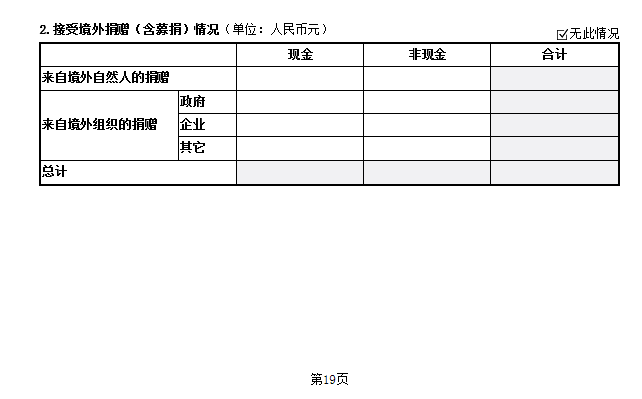 2.接受境外捐赠（含募捐）情况（单位：人民币元）
☑无此情况
现金 非现金 合计
来自境外自然人的捐赠
来自境外组织的捐赠 政府
企业
其它
总计
第19页